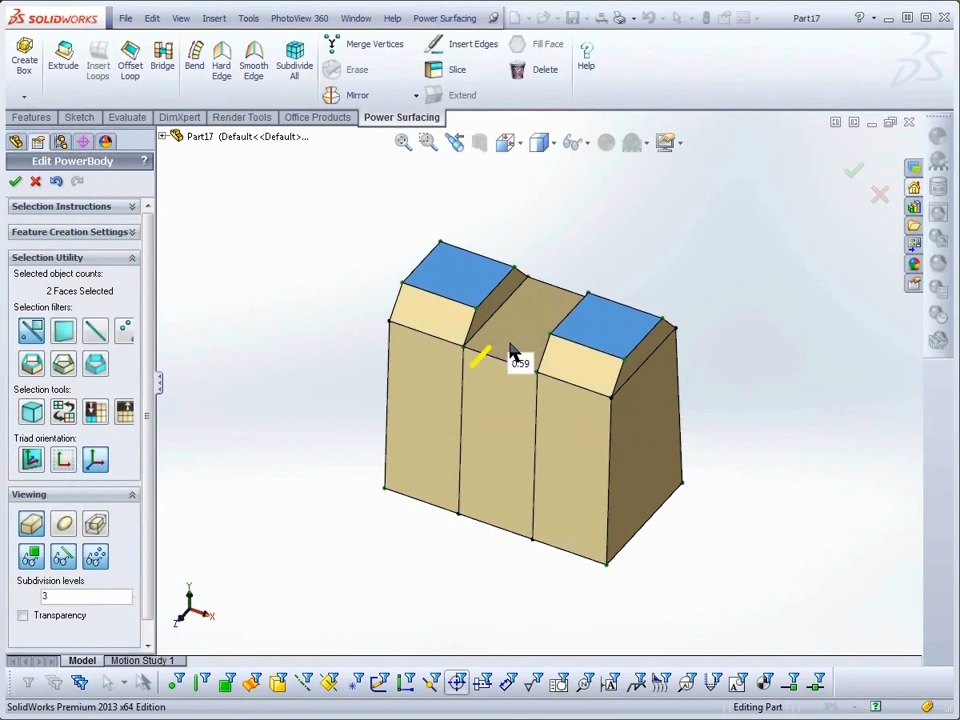 SOLIDWORKS File Edit View Insert Tools PhotoView 360 Window Help Power Surfacing Part17 ?
Create Box Extrude Insert Loops Offset Loop Bridge Bend Hard Edge Smooth Edge Subdivide All Merge Vertices Insert Edges Fill Face Help
Erase Slice Delete
Mirror Extend
Features Sketch Evaluate DimXpert Render Tools Office Products Power Surfacing
Part17 (Default<<Default>...
Edit PowerBody ?
Selection Instructions
Feature Creation Settings
Selection Utility
Selected object counts:
2 Faces Selected
Selection filters:
Selection tools:
Triad orientation:
Viewing
Subdivision levels
3
Transparency
0.59
Y
X
Z
Model Motion Study 1
SolidWorks Premium 2013 x64 Edition Editing Part